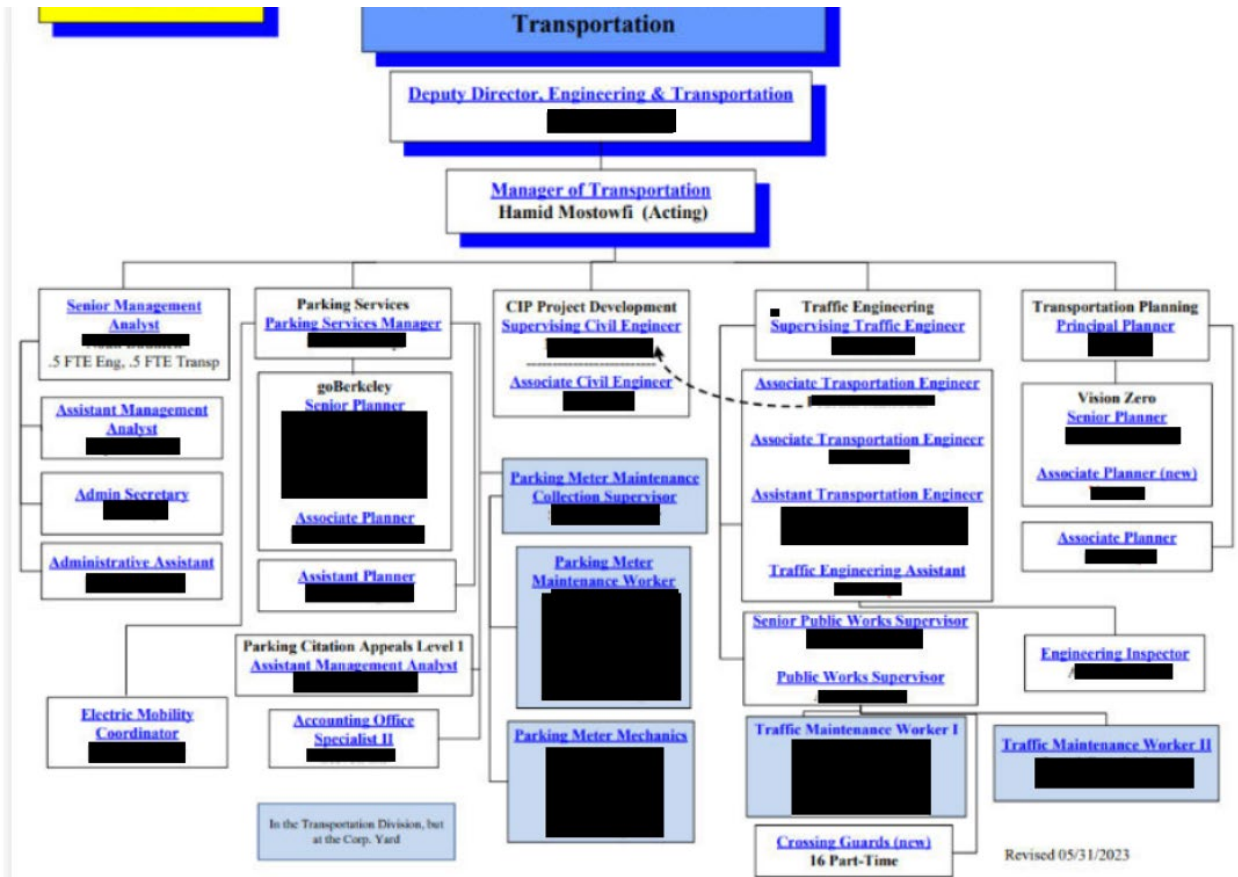 Transportation
Deputy Director, Engineering & Transportation
Manager of Transportation
Hamid Mostowfi (Acting)
Senior Management
Analyst
.5 FTE Eng, .5 FTE Transp
Assistant Management
Analyst
Admin Secretary
Administrative Assistant
Electric Mobility
Coordinator
Parking Services
Parking Services Manager
goBerkeley
Senior Planner
Associate Planner
Assistant Planner
Parking Citation Appeals Level 1
Assistant Management Analyst
Accounting Office
Specialist II
In the Transportation Division, but
at the Corp. Yard
CIP Project Development
Supervising Civil Engineer
Associate Civil Engineer
Parking Meter Maintenance
Collection Supervisor
Parking Meter
Maintenance Worker
Parking Meter Mechanics
Traffic Engineering
Supervising Traffic Engineer
Associate Trasportation Engineer
Associate Transportation Engineer
Assistant Transportation Engineer
Traffic Engineering Assistant
Senior Public Works Supervisor
Public Works Supervisor
Traffic Maintenance Worker I
Crossing Guards (new)
16 Part-Time
Transportation Planning
Principal Planner
Vision Zero
Senior Planner
Associate Planner (new)
Associate Planner
Engineering Inspector
Traffic Maintenance Worker II
Revised 05/31/2023